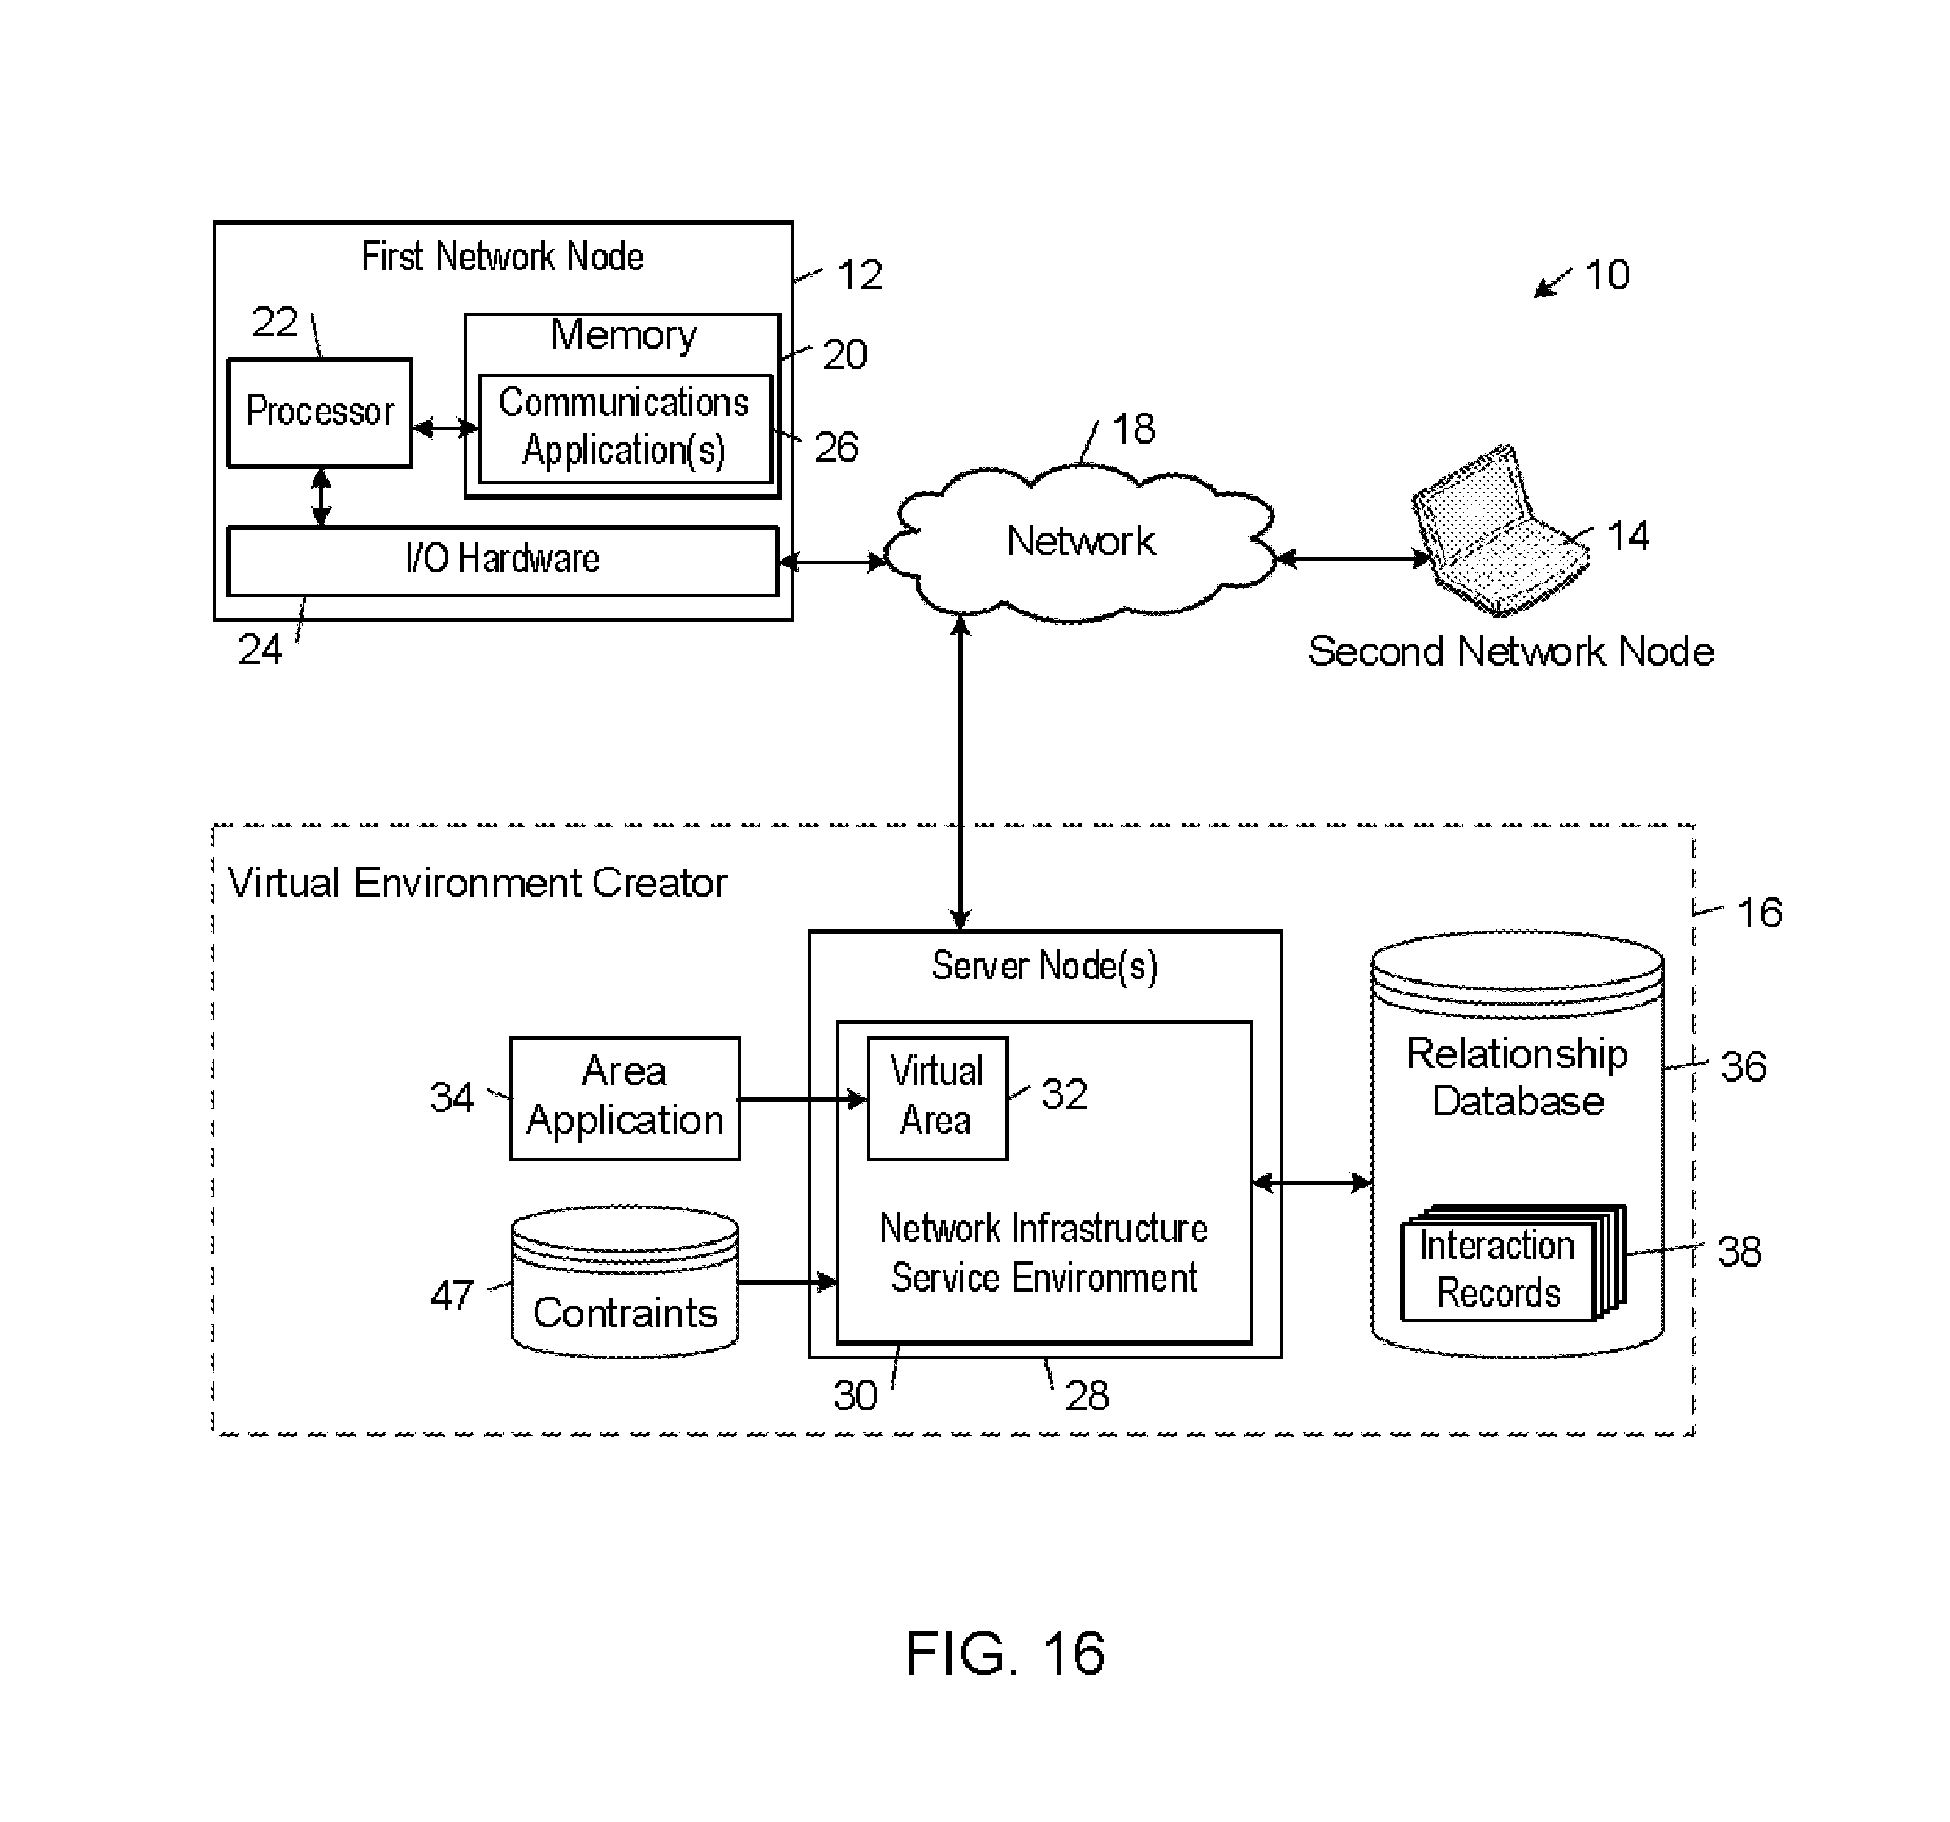 First Network Node
12
10
22
Memory
20
Processor
Communications
Application(s)
26
18
Network
14
I/O Hardware
24
Second Network Node
Virtual Environment Creator
16
Server Node(s)
34
Area
Application
Virtual
Area
32
Relationship
Database
36
Network Infrastructure
Service Environment
47
Contraints
Interaction
Records
38
30
28
FIG. 16